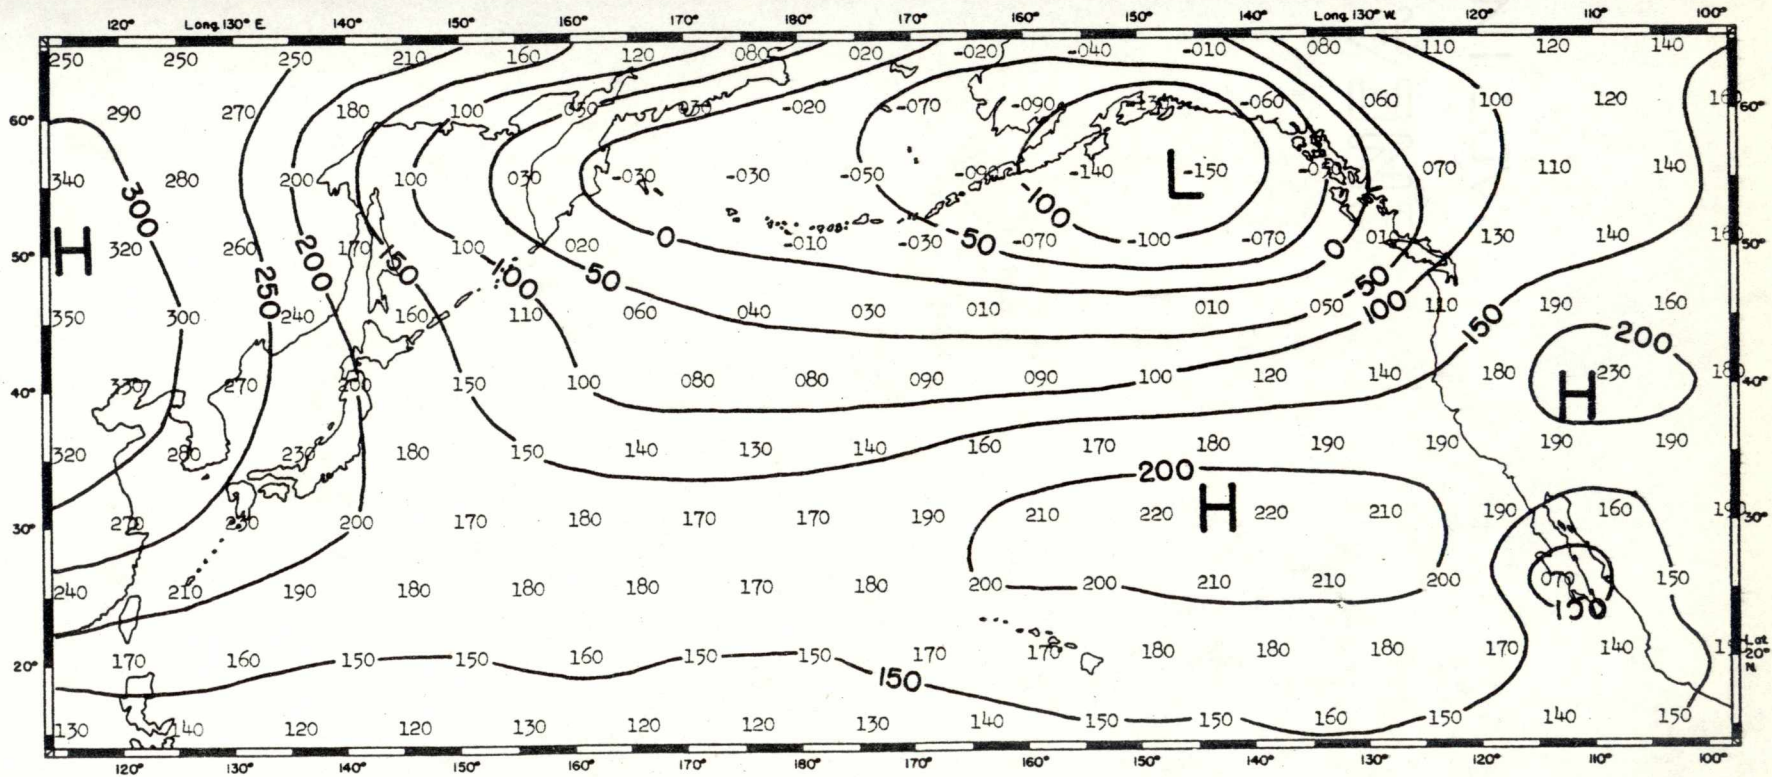 120° Long. 130° E. 140° 150° 160° 170° 180° 170° 160° 150° 140° Long. 130° W. 120° 110° 100°
250 250 250 210 160 120 080 020 -020 -040 -010 080 110 120 140
60° 290 270 180 100 050 030 -020 -070 -090 -130 -060 060 100 120 60°
340 280 200 100 030 -030 -030 -050 -090 -140 L -150 070 110 140
300 -100
H 320 260 200 170 100 020 0 -010 -030 -50 -070 -100 -070 0 010 130 140
50° 250 150 100 50 50 50°
350 300 240 160 110 060 040 030 010 010 050 100 110 150 190 160
200
40° 330 270 200 150 100 080 080 090 090 100 120 140 180 H 230 40°
320 280 230 180 150 140 130 140 160 170 180 190 190 190 190
200
30° 270 230 200 170 180 170 170 190 210 220 H 220 210 190 160 30°
240 210 190 180 180 180 170 180 200 200 210 210 200 070 150
100
20° 170 160 150 150 160 150 150 170 170 180 180 180 170 140 Lat. 20° N.
150
130 140 120 120 130 120 120 130 140 150 150 160 150 140 150
120° 130° 140° 150° 160° 170° 180° 170° 160° 150° 140° 130° 120° 110° 100°